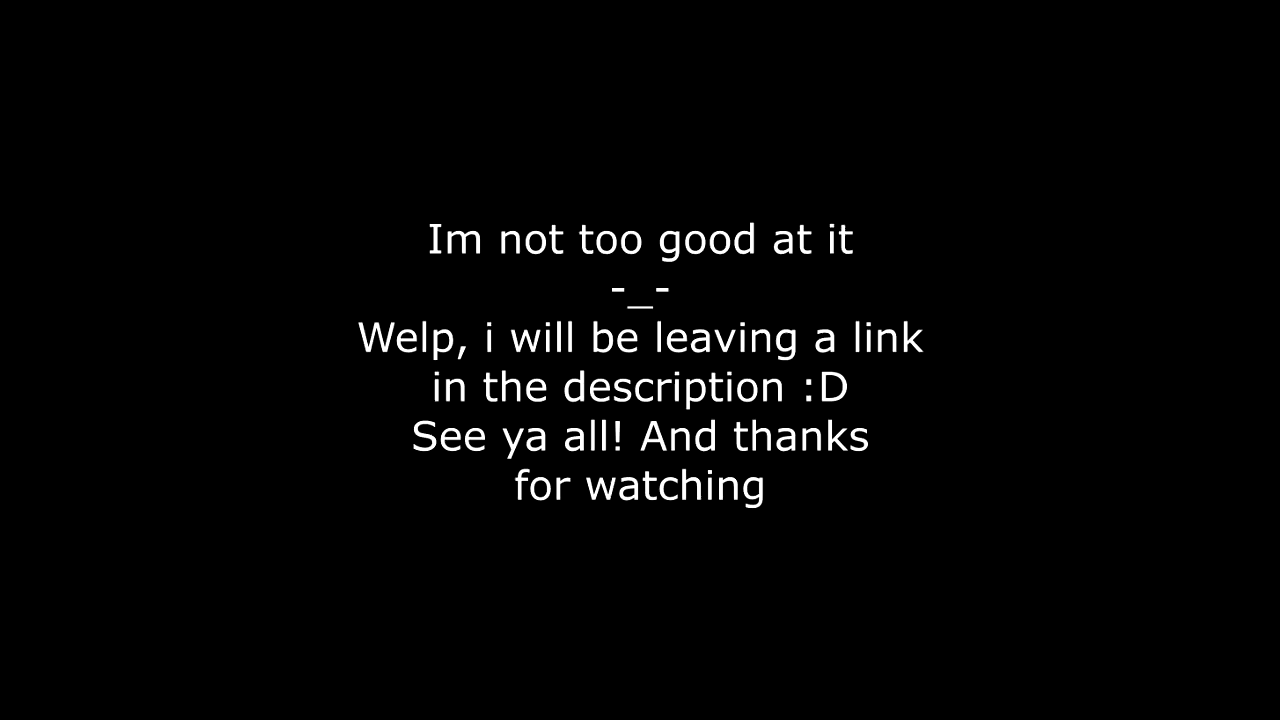 Im not too good at it
-_-
Welp, i will be leaving a link
in the description :D
See ya all! And thanks
for watching